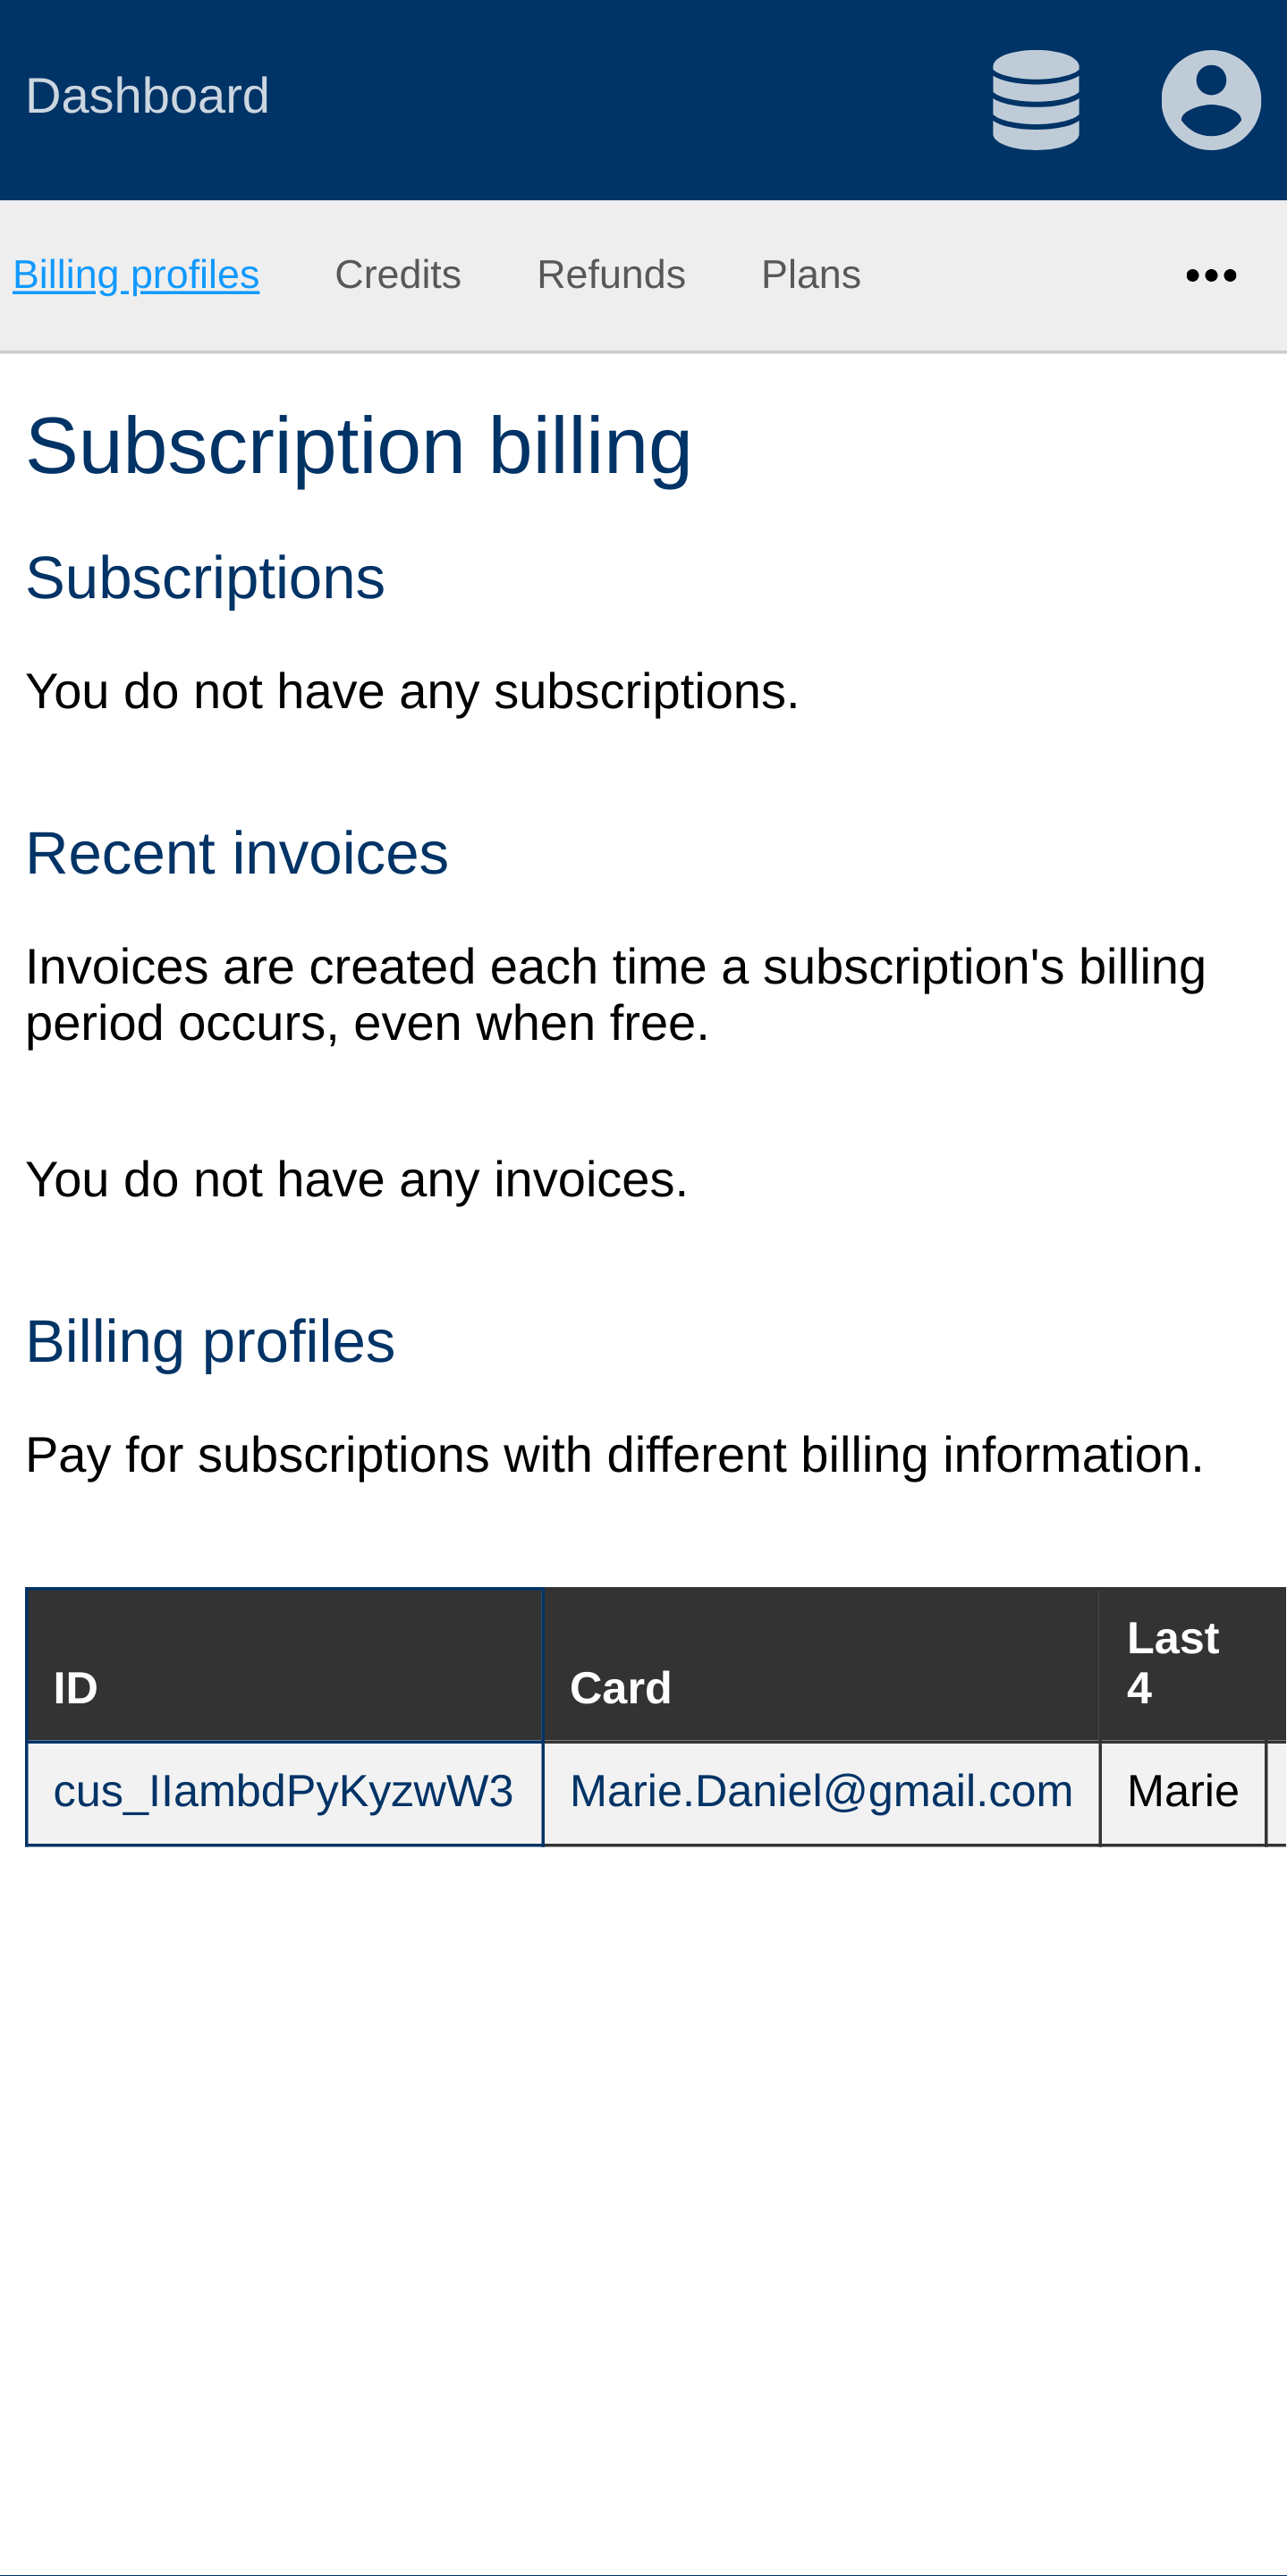 Dashboard
Billing profiles Credits Refunds Plans •••
Subscription billing
Subscriptions
You do not have any subscriptions.
Recent invoices
Invoices are created each time a subscription's billing
period occurs, even when free.
You do not have any invoices.
Billing profiles
Pay for subscriptions with different billing information.
ID Card Last 4
cus_IIambdPyKyzwW3 Marie.Daniel@gmail.com Marie